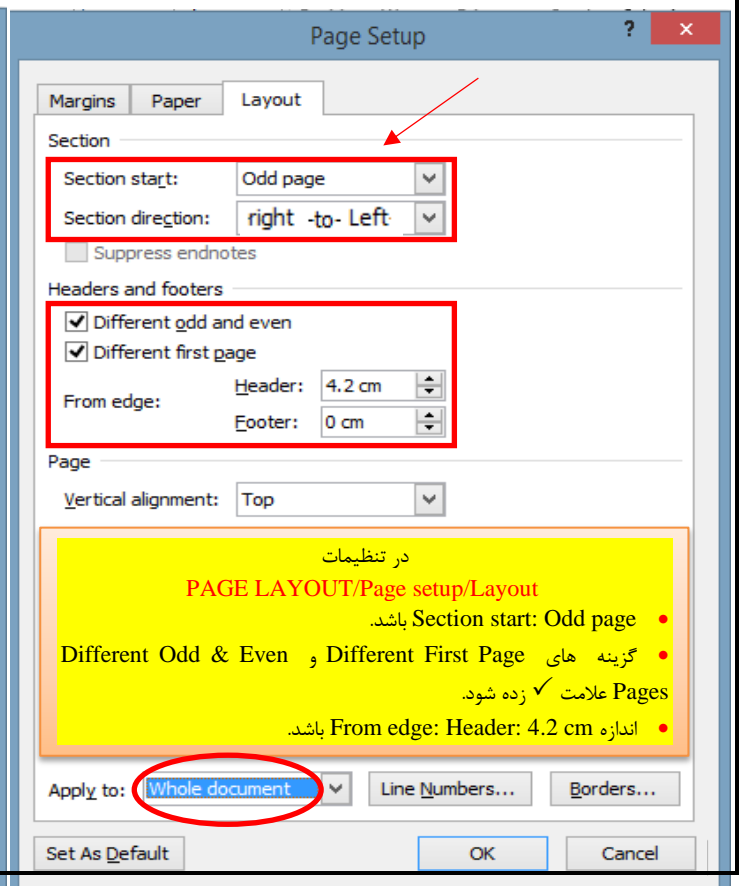 Page Setup
?
×
Margins Paper Layout
Section
Section start: Odd page
Section direction: right -to- Left
Suppress endnotes
Headers and footers
Different odd and even
Different first page
From edge:
Header: 4.2 cm
Footer: 0 cm
Page
Vertical alignment: Top
در تنظیمات
PAGE LAYOUT/Page setup/Layout
• Section start: Odd page باشد.
• گزینه های Different First Page و Different Odd & Even
Pages علامت ✓ زده شود.
• اندازه From edge: Header: 4.2 cm باشد.
Apply to: Whole document Line Numbers... Borders...
Set As Default OK Cancel